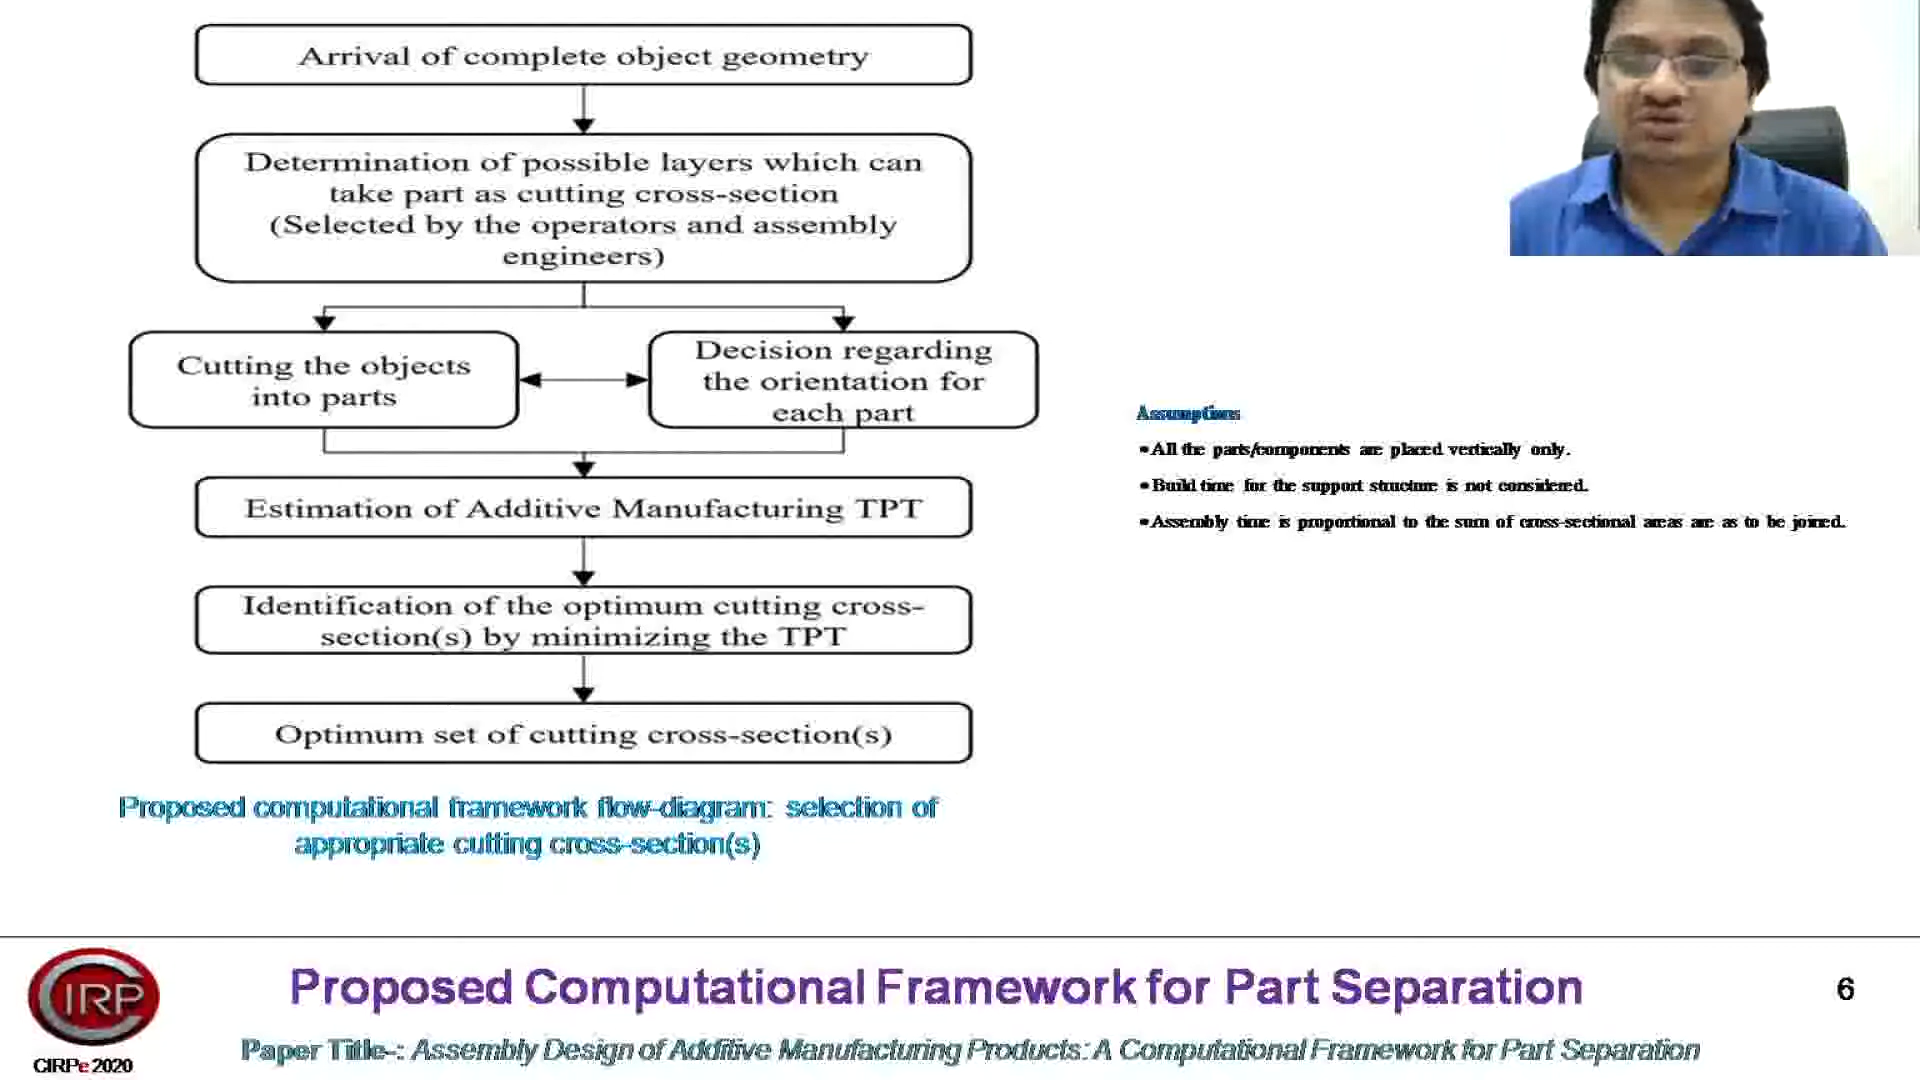 Arrival of complete object geometry
Determination of possible layers which can
take part as cutting cross-section
(Selected by the operators and assembly
engineers)
Cutting the objects
into parts
Decision regarding
the orientation for
each part
Estimation of Additive Manufacturing TPT
Identification of the optimum cutting cross-
section(s) by minimizing the TPT
Optimum set of cutting cross-section(s)
Proposed computational framework flow-diagram: selection of
appropriate cutting cross-section(s)
Assumptions
•All the parts/components are placed vertically only.
•Build time for the support structure is not considered.
•Assembly time is proportional to the sum of cross-sectional areas are as to be joined.
CIRP
CIRPe 2020
Proposed Computational Framework for Part Separation
6
Paper Title-: Assembly Design of Additive Manufacturing Products: A Computational Framework for Part Separation